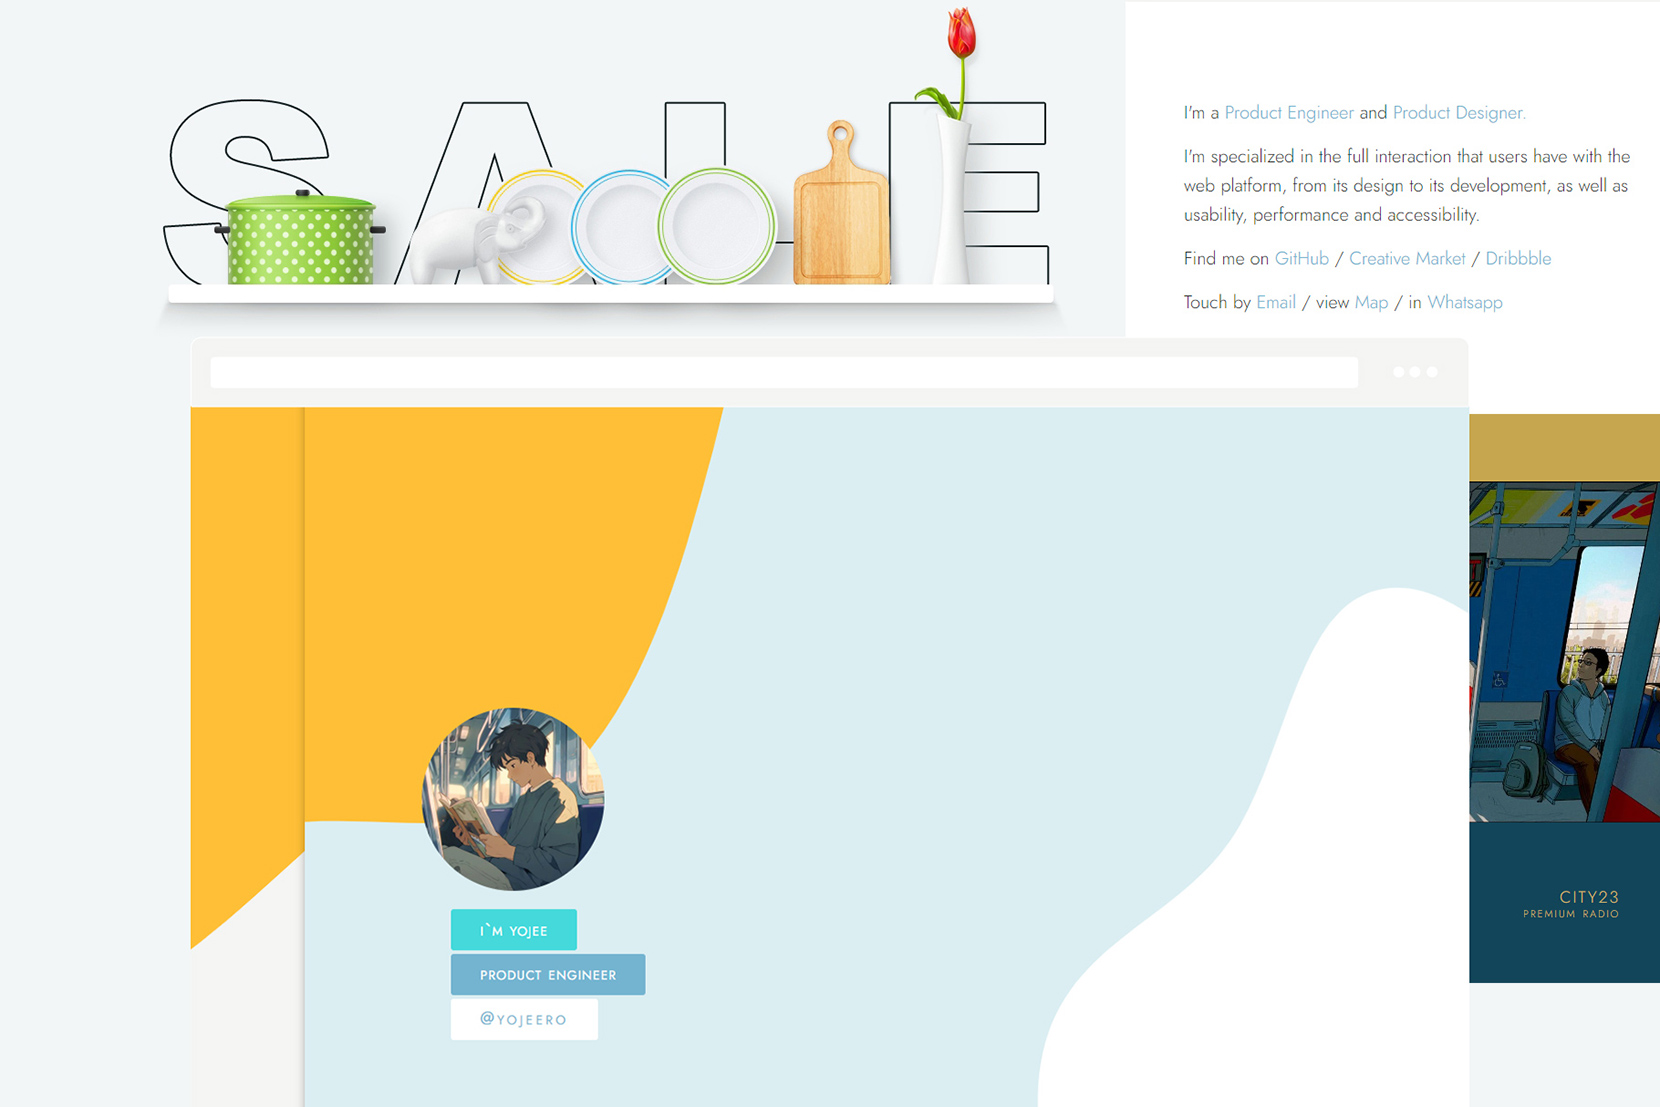 SALE
I'm a Product Engineer and Product Designer.
I'm specialized in the full interaction that users have with the
web platform, from its design to its development, as well as
usability, performance and accessibility.
Find me on GitHub / Creative Market / Dribbble
Touch by Email / view Map / in Whatsapp
I`M YOJEE
PRODUCT ENGINEER
@YOJEERO
CITY23
PREMIUM RADIO